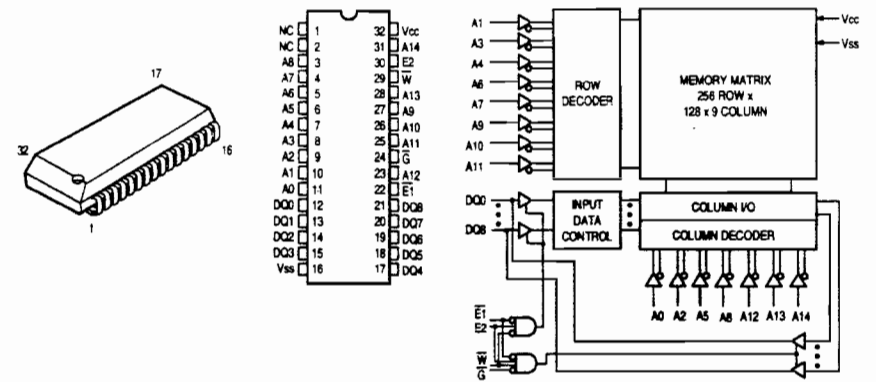 17
32
16
1
NC 1 32 Vcc
NC 2 31 A14
A8 3 30 E2
A7 4 29 W
A6 5 28 A13
A5 6 27 A9
A4 7 26 A10
A3 8 25 A11
A2 9 24 G
A1 10 23 A12
A0 11 22 E1
DQ0 12 21 DQ8
DQ1 13 20 DQ7
DQ2 14 19 DQ6
DQ3 15 18 DQ5
Vss 16 17 DQ4
A1
A3
A4
A6
A7
A9
A10
A11
ROW
DECODER
MEMORY MATRIX
256 ROW x
128 x 9 COLUMN
Vcc
Vss
DQ0
DQ8
INPUT
DATA
CONTROL
COLUMN I/O
COLUMN DECODER
A0 A2 A5 A8 A12 A13 A14
E1
E2
W
G